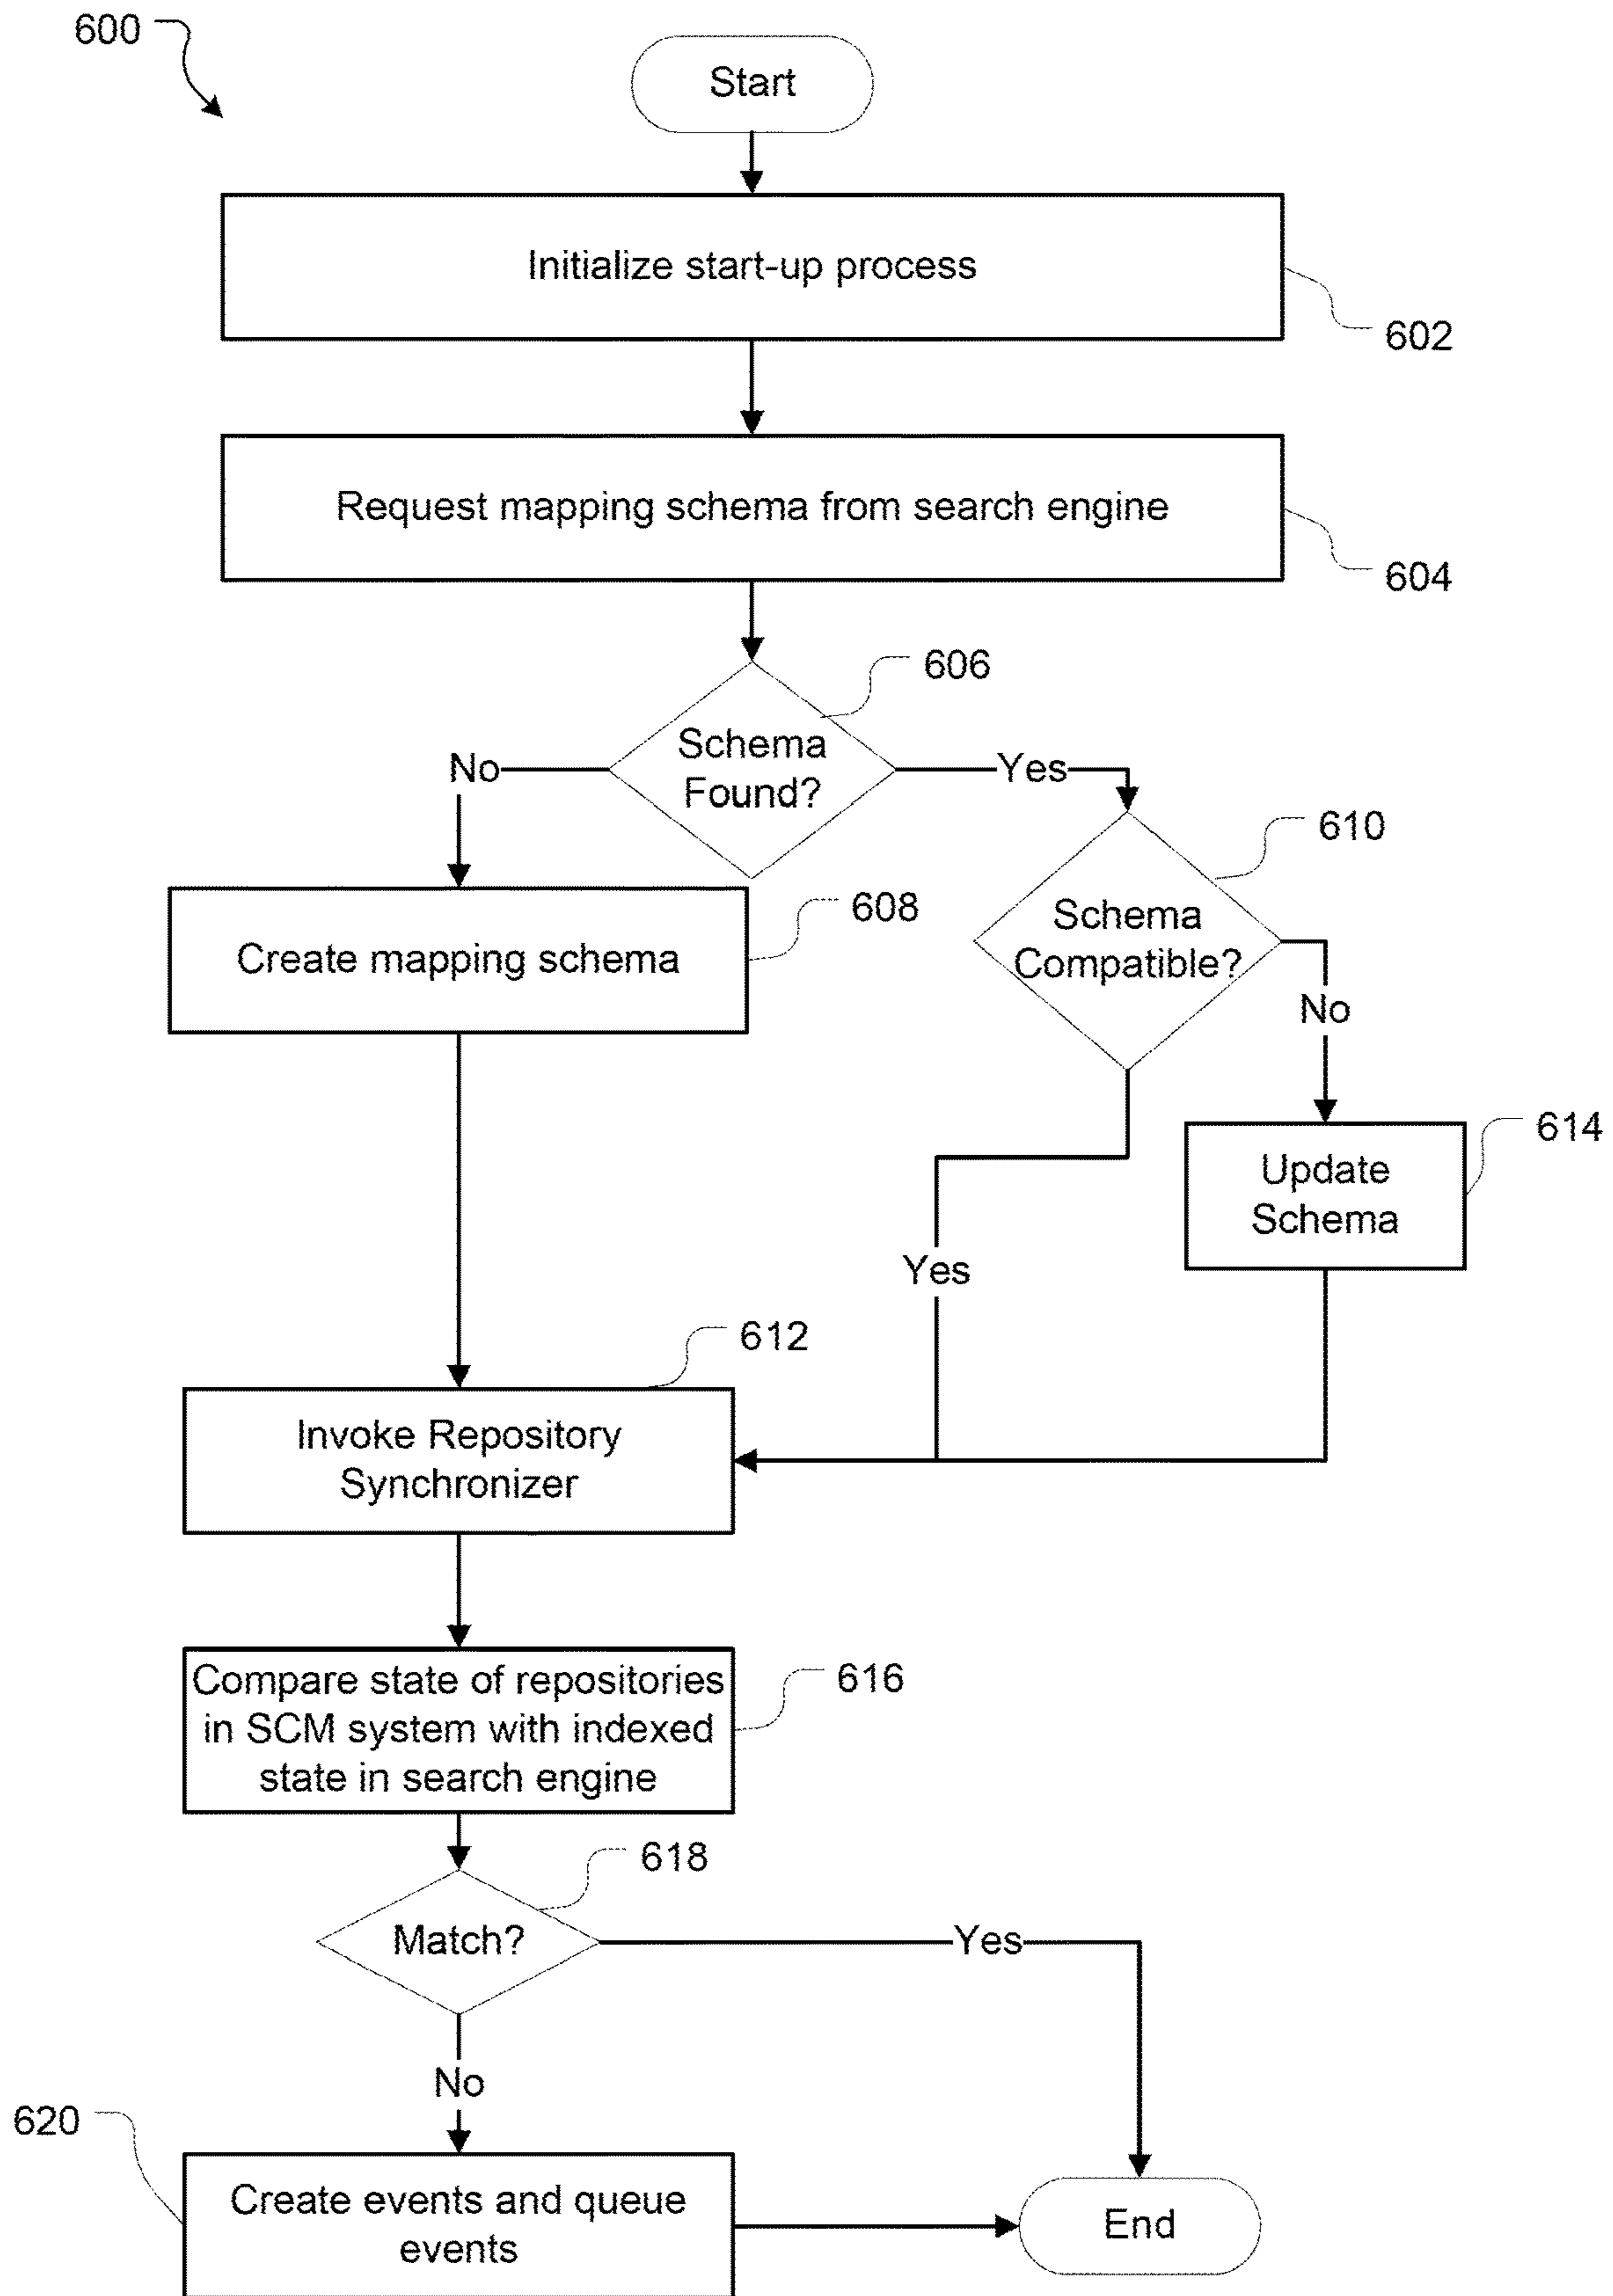 600
Start
Initialize start-up process
602
Request mapping schema from search engine
604
606
Schema
Found?
No
Yes
610
608
Create mapping schema
Schema
Compatible?
No
614
Update
Schema
Yes
612
Invoke Repository
Synchronizer
616
Compare state of repositories
in SCM system with indexed
state in search engine
618
Match?
Yes
No
620
Create events and queue
events
End